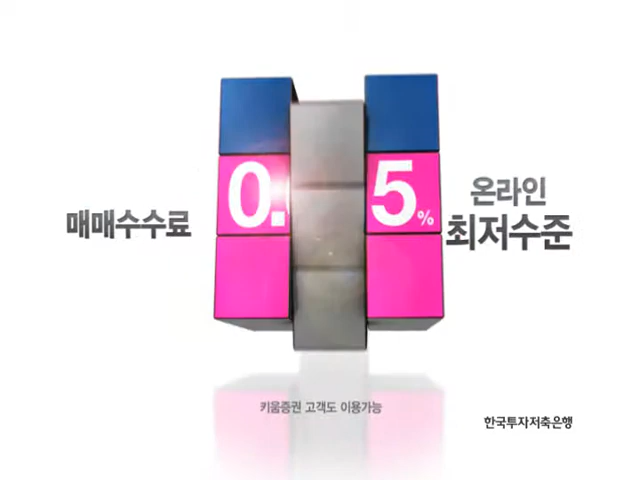 매매수수료
0. 5%
온라인
최저수준
키움증권 고객도 이용가능
한국투자저축은행